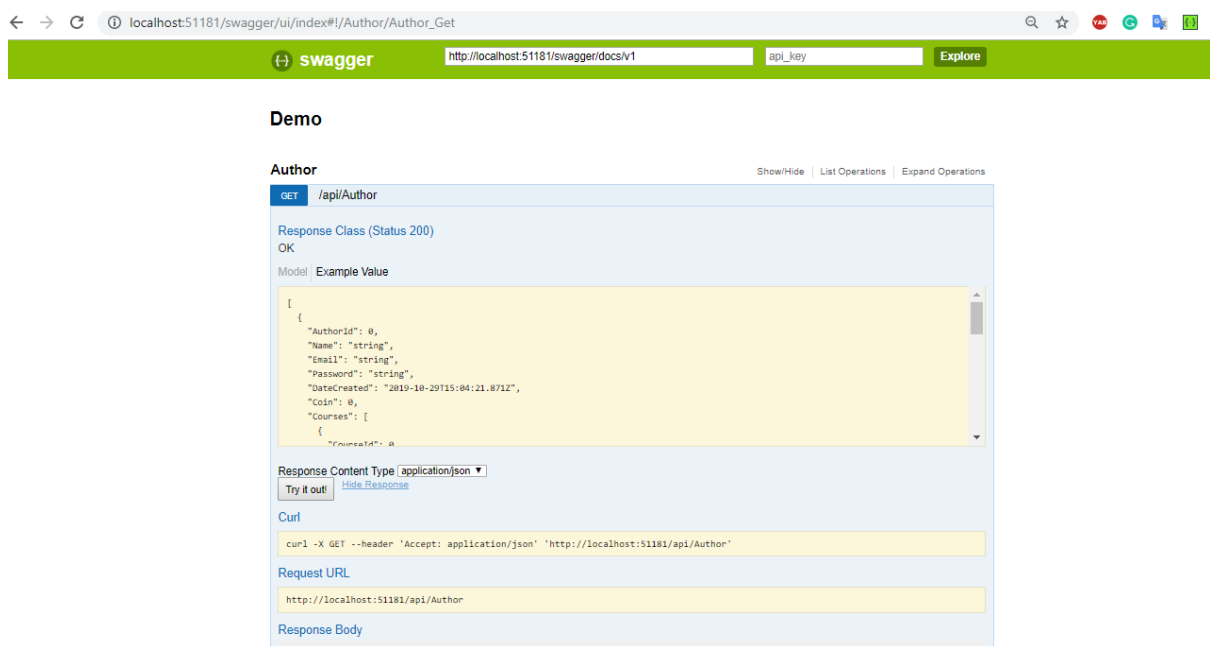 localhost:51181/swagger/ui/index#!/Author/Author_Get
YAB
G
{·}
{··} swagger http://localhost:51181/swagger/docs/v1 api_key Explore
Demo
Author Show/Hide List Operations Expand Operations
GET /api/Author
Response Class (Status 200)
OK
Model Example Value
[
{
"AuthorId": 0,
"Name": "string",
"Email": "string",
"Password": "string",
"DateCreated": "2019-10-29T15:04:21.871Z",
"Coin": 0,
"Courses": [
{
"CourseId": 0
Response Content Type application/json
Try it out! Hide Response
Curl
curl -X GET --header 'Accept: application/json' 'http://localhost:51181/api/Author'
Request URL
http://localhost:51181/api/Author
Response Body